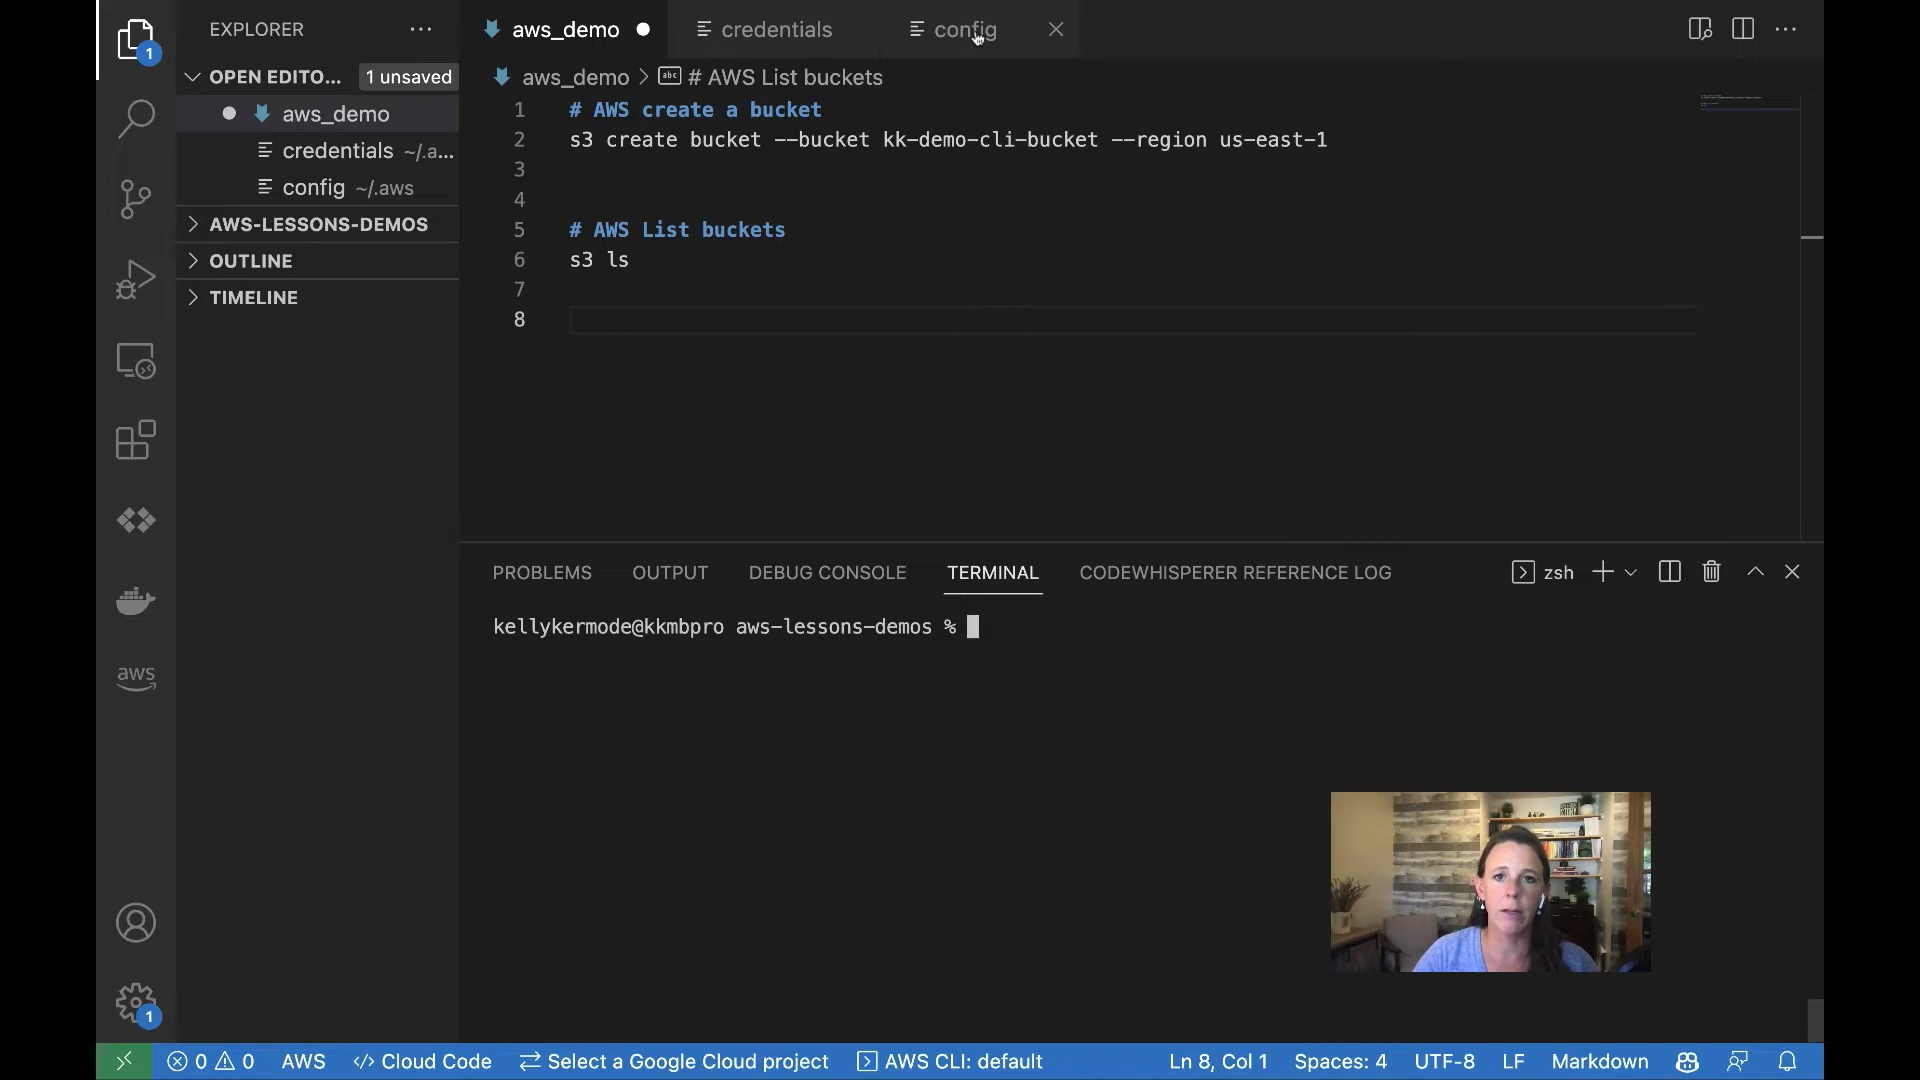 1
EXPLORER
aws_demo
credentials
config
OPEN EDITO... 1 unsaved
aws_demo
credentials ~/.a...
config ~/.aws
AWS-LESSONS-DEMOS
OUTLINE
TIMELINE
aws
1
aws_demo > abc # AWS List buckets
1 # AWS create a bucket
2 s3 create bucket --bucket kk-demo-cli-bucket --region us-east-1
3
4
5 # AWS List buckets
6 s3 ls
7
8
PROBLEMS OUTPUT DEBUG CONSOLE TERMINAL CODEWHISPERER REFERENCE LOG zsh
kellykermode@kkmbpro aws-lessons-demos %
0 0 AWS </> Cloud Code Select a Google Cloud project AWS CLI: default Ln 8, Col 1 Spaces: 4 UTF-8 LF Markdown